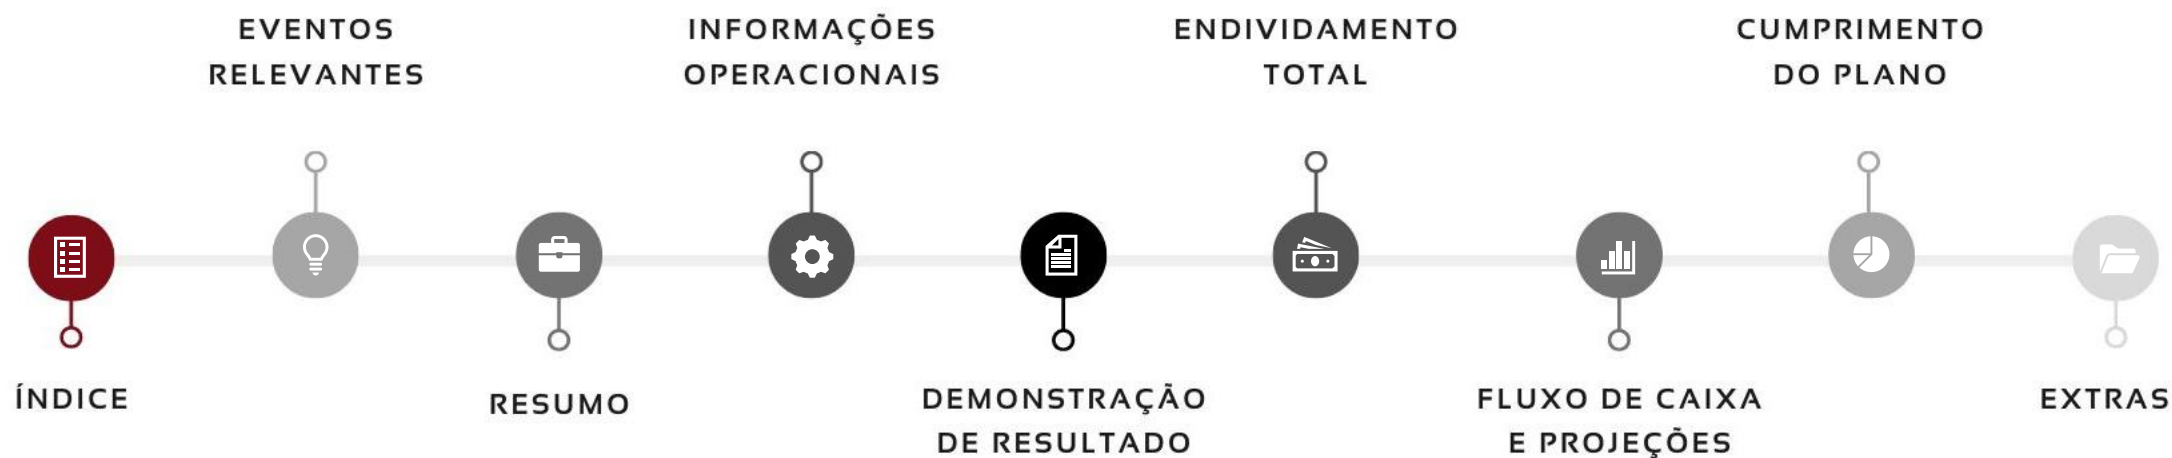 ÍNDICE
EVENTOS
RELEVANTES
RESUMO
INFORMAÇÕES
OPERACIONAIS
DEMONSTRAÇÃO
DE RESULTADO
ENDIVIDAMENTO
TOTAL
FLUXO DE CAIXA
E PROJEÇÕES
CUMPRIMENTO
DO PLANO
EXTRAS